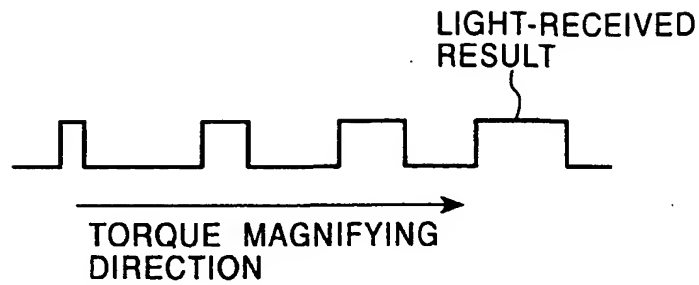 LIGHT-RECEIVED
RESULT
TORQUE MAGNIFYING
DIRECTION